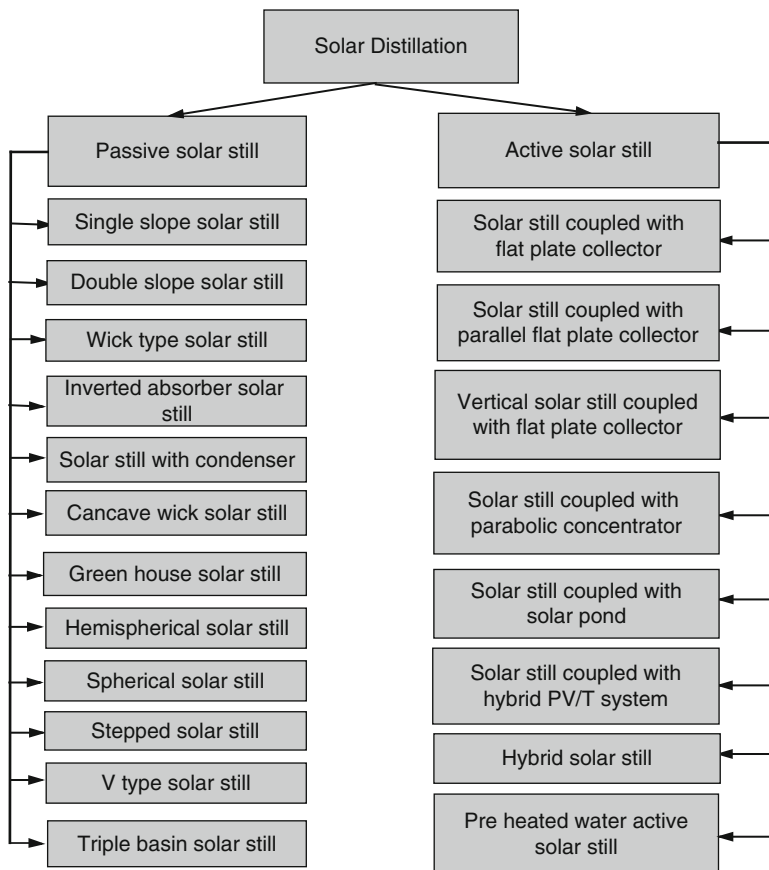 Solar Distillation
Passive solar still
Single slope solar still
Double slope solar still
Wick type solar still
Inverted absorber solar
still
Solar still with condenser
Cancave wick solar still
Green house solar still
Hemispherical solar still
Spherical solar still
Stepped solar still
V type solar still
Triple basin solar still
Active solar still
Solar still coupled with
flat plate collector
Solar still coupled with
parallel flat plate collector
Vertical solar still coupled
with flat plate collector
Solar still coupled with
parabolic concentrator
Solar still coupled with
solar pond
Solar still coupled with
hybrid PV/T system
Hybrid solar still
Pre heated water active
solar still